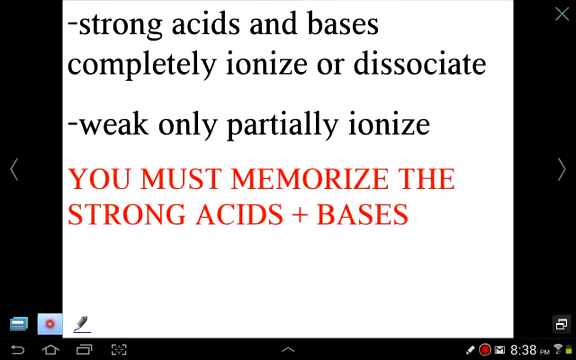 -strong acids and bases
completely ionize or dissociate
-weak only partially ionize
YOU MUST MEMORIZE THE
STRONG ACIDS + BASES
8:38 PM